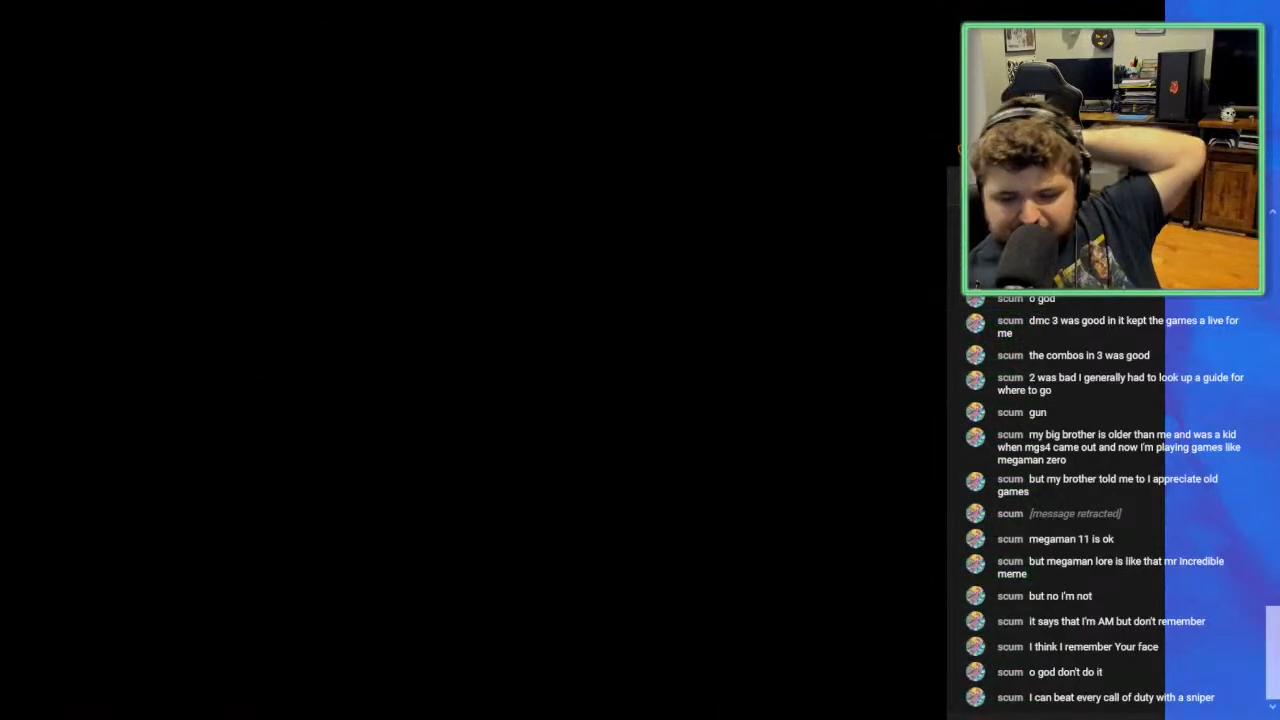 scum o god
scum dmc 3 was good in it kept the games a live for
me
scum the combos in 3 was good
scum 2 was bad I generally had to look up a guide for
where to go
scum gun
scum my big brother is older than me and was a kid
when mgs4 came out and now I'm playing games like
megaman zero
scum but my brother told me to I appreciate old
games
scum [message retracted]
scum megaman 11 is ok
scum but megaman lore is like that mr Incredible
meme
scum but no I'm not
scum it says that I'm AM but don't remember
scum I think I remember Your face
scum o god don't do it
scum I can beat every call of duty with a sniper